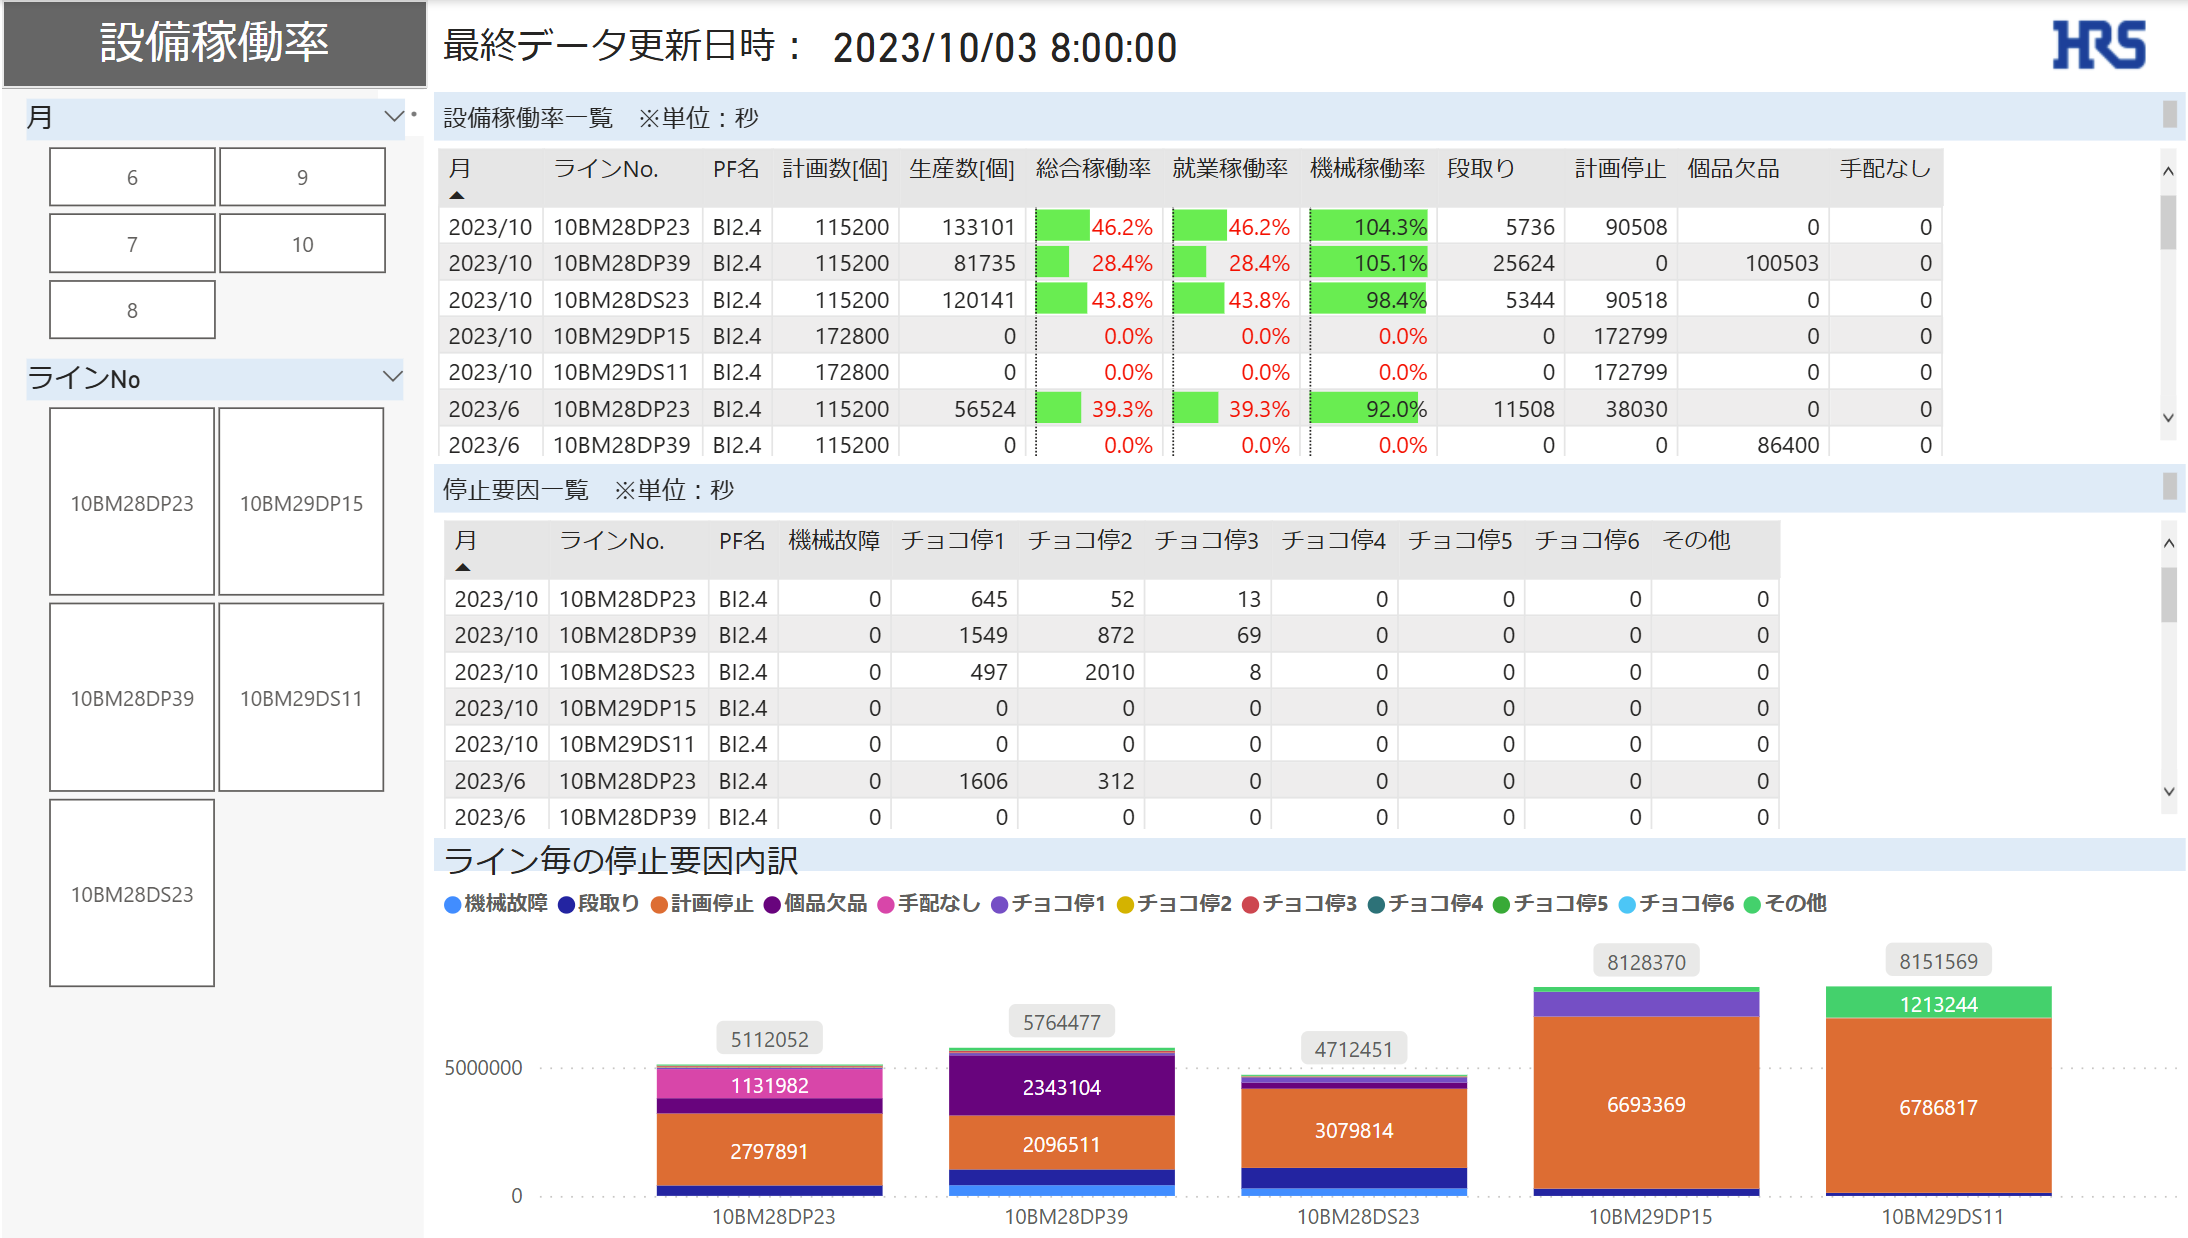 設備稼働率
最終データ更新日時： 2023/10/03 8:00:00
HRS
月
6 9
7 10
8
ラインNo
10BM28DP23 10BM29DP15
10BM28DP39 10BM29DS11
10BM28DS23
設備稼働率一覧 ※単位：秒
月 ラインNo. PF名 計画数[個] 生産数[個] 総合稼働率 就業稼働率 機械稼働率 段取り 計画停止 個品欠品 手配なし
2023/10 10BM28DP23 BI2.4 115200 133101 46.2% 46.2% 104.3% 5736 90508 0 0
2023/10 10BM28DP39 BI2.4 115200 81735 28.4% 28.4% 105.1% 25624 0 100503 0
2023/10 10BM28DS23 BI2.4 115200 120141 43.8% 43.8% 98.4% 5344 90518 0 0
2023/10 10BM29DP15 BI2.4 172800 0 0.0% 0.0% 0.0% 0 172799 0 0
2023/10 10BM29DS11 BI2.4 172800 0 0.0% 0.0% 0.0% 0 172799 0 0
2023/6 10BM28DP23 BI2.4 115200 56524 39.3% 39.3% 92.0% 11508 38030 0 0
2023/6 10BM28DP39 BI2.4 115200 0 0.0% 0.0% 0.0% 0 0 86400 0
停止要因一覧 ※単位：秒
月 ラインNo. PF名 機械故障 チョコ停1 チョコ停2 チョコ停3 チョコ停4 チョコ停5 チョコ停6 その他
2023/10 10BM28DP23 BI2.4 0 645 52 13 0 0 0 0
2023/10 10BM28DP39 BI2.4 0 1549 872 69 0 0 0 0
2023/10 10BM28DS23 BI2.4 0 497 2010 8 0 0 0 0
2023/10 10BM29DP15 BI2.4 0 0 0 0 0 0 0 0
2023/10 10BM29DS11 BI2.4 0 0 0 0 0 0 0 0
2023/6 10BM28DP23 BI2.4 0 1606 312 0 0 0 0 0
2023/6 10BM28DP39 BI2.4 0 0 0 0 0 0 0 0
ライン毎の停止要因内訳
機械故障 段取り 計画停止 個品欠品 手配なし チョコ停1 チョコ停2 チョコ停3 チョコ停4 チョコ停5 チョコ停6 その他
5000000
0
5112052
1131982
2797891
10BM28DP23
5764477
2343104
2096511
10BM28DP39
4712451
3079814
10BM28DS23
8128370
6693369
10BM29DP15
8151569
1213244
6786817
10BM29DS11